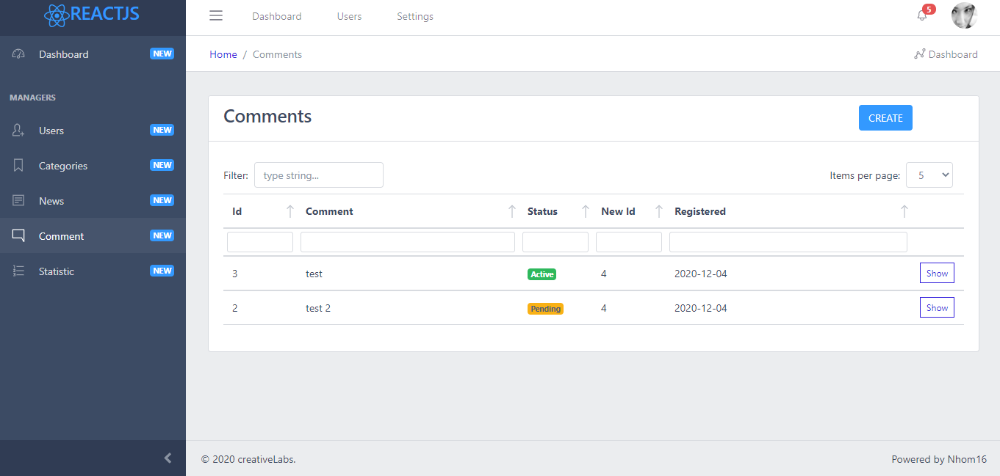 REACTJS
Dashboard Users Settings 5
Dashboard NEW
Home / Comments Dashboard
MANAGERS
Users NEW
Categories NEW
News NEW
Comment NEW
Statistic NEW
Comments CREATE
Filter: type string... Items per page: 5
Id Comment Status New Id Registered
3 test Active 4 2020-12-04 Show
2 test 2 Pending 4 2020-12-04 Show
© 2020 creativeLabs. Powered by Nhom16